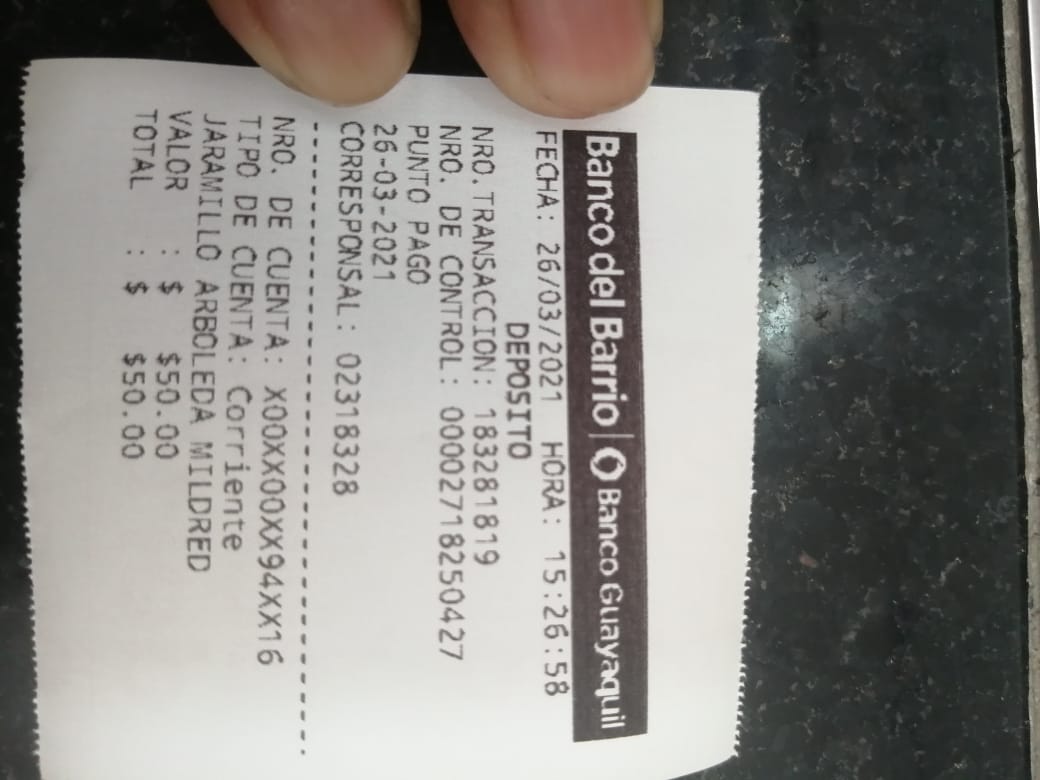 Banco del Barrio | Banco Guayaquil
FECHA: 26/03/2021 HORA: 15:26:58
DEPOSITO
NRO.TRANSACCION: 183281819
NRO. DE CONTROL: 000027182504​27
PUNTO PAGO
26-03-2021
CORRESPONSAL: 02318328
--------------------------------------
NRO. DE CUENTA: X00XX00XX94XX16
TIPO DE CUENTA: Corriente
JARAMILLO ARBOLEDA MILDRED
VALOR : $ $50.00
TOTAL : $ $50.00